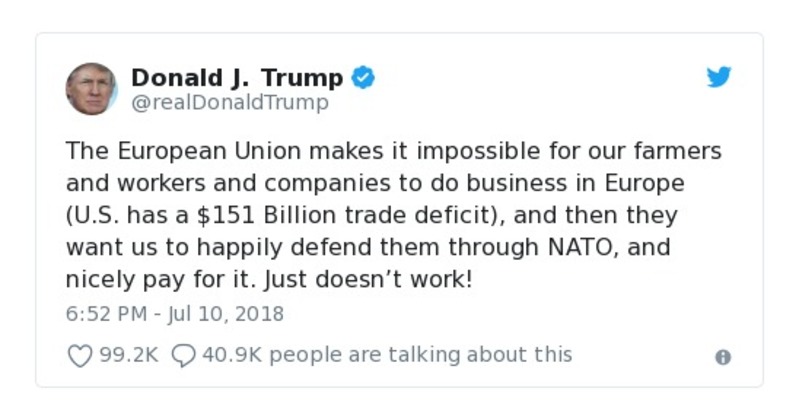 Donald J. Trump
@realDonaldTrump
The European Union makes it impossible for our farmers
and workers and companies to do business in Europe
(U.S. has a $151 Billion trade deficit), and then they
want us to happily defend them through NATO, and
nicely pay for it. Just doesn’t work!
6:52 PM - Jul 10, 2018
99.2K 40.9K people are talking about this